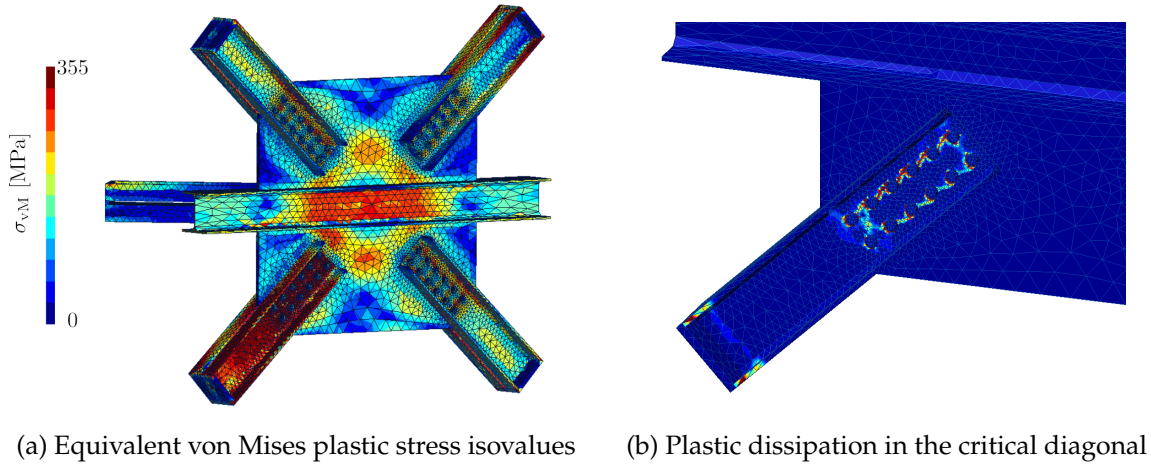 355
σvM [MPa]
0
(a) Equivalent von Mises plastic stress isovalues
(b) Plastic dissipation in the critical diagonal